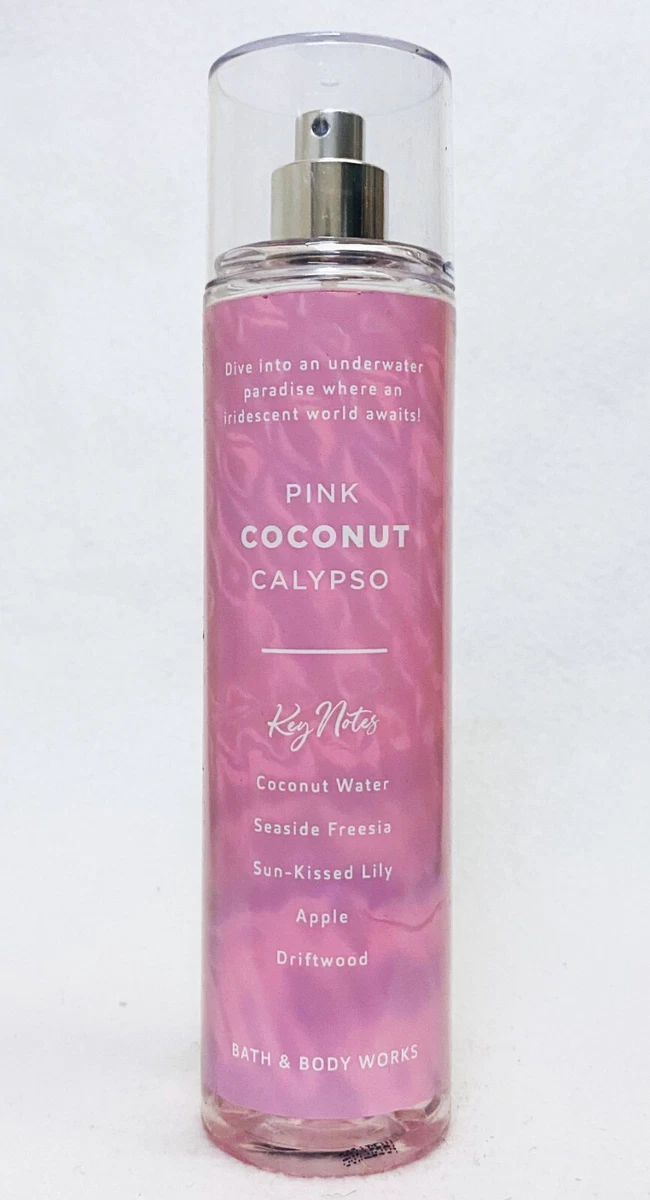 Dive into an underwater
paradise where an
iridescent world awaits!
PINK
COCONUT
CALYPSO
Key Notes
Coconut Water
Seaside Freesia
Sun-Kissed Lily
Apple
Driftwood
BATH & BODY WORKS